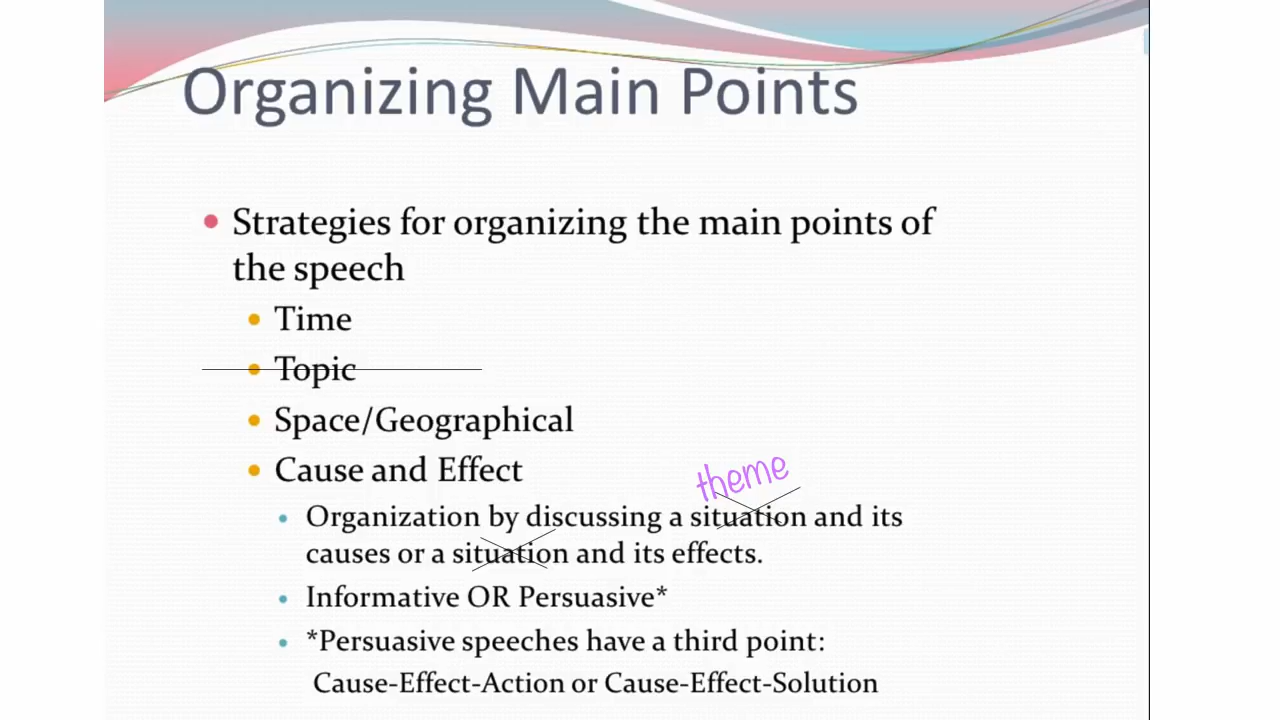 Organizing Main Points
Strategies for organizing the main points of
the speech
Time
Topic
Space/Geographical
Cause and Effect
theme
Organization by discussing a situation and its
causes or a situation and its effects.
Informative OR Persuasive*
*Persuasive speeches have a third point:
Cause-Effect-Action or Cause-Effect-Solution